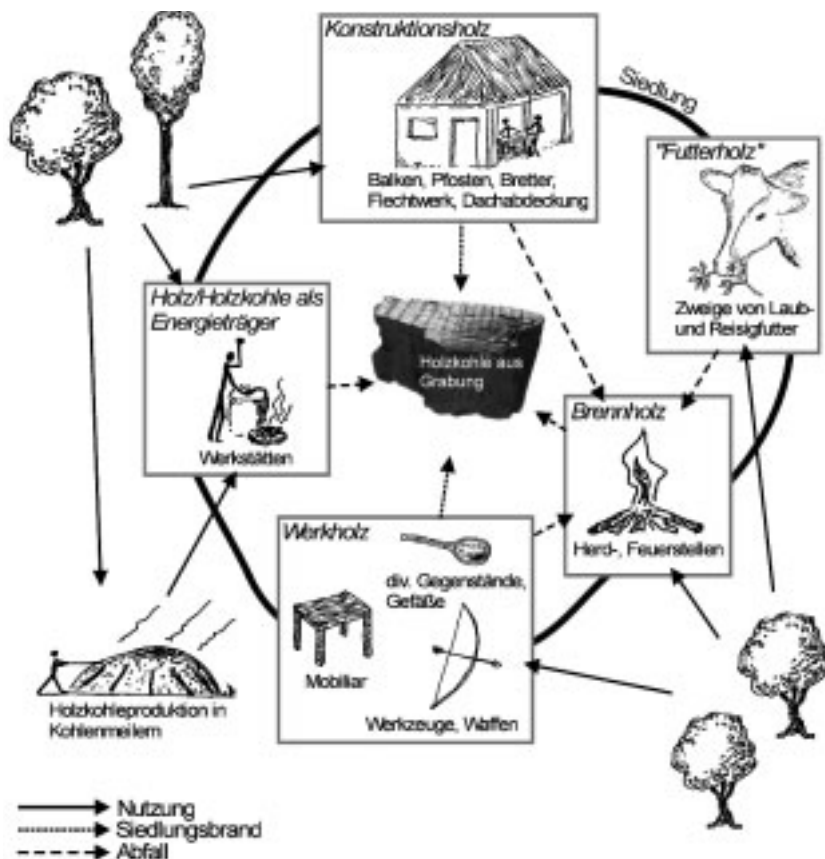 Konstruktionsholz
Siedlung
Balken, Pfosten, Bretter,
Flechtwerk, Dachabdeckung
"Futterholz"
Zweige von Laub-
und Reisigfutter
Holz/Holzkohle als
Energieträger
Werkstätten
Holzkohle aus
Grabung
Brennholz
Herd-, Feuerstellen
Werkholz
div. Gegenstände,
Gefäße
Mobiliar
Werkzeuge, Waffen
Holzkohleproduktion in
Kohlenmeilern
Nutzung
Siedlungsbrand
Abfall